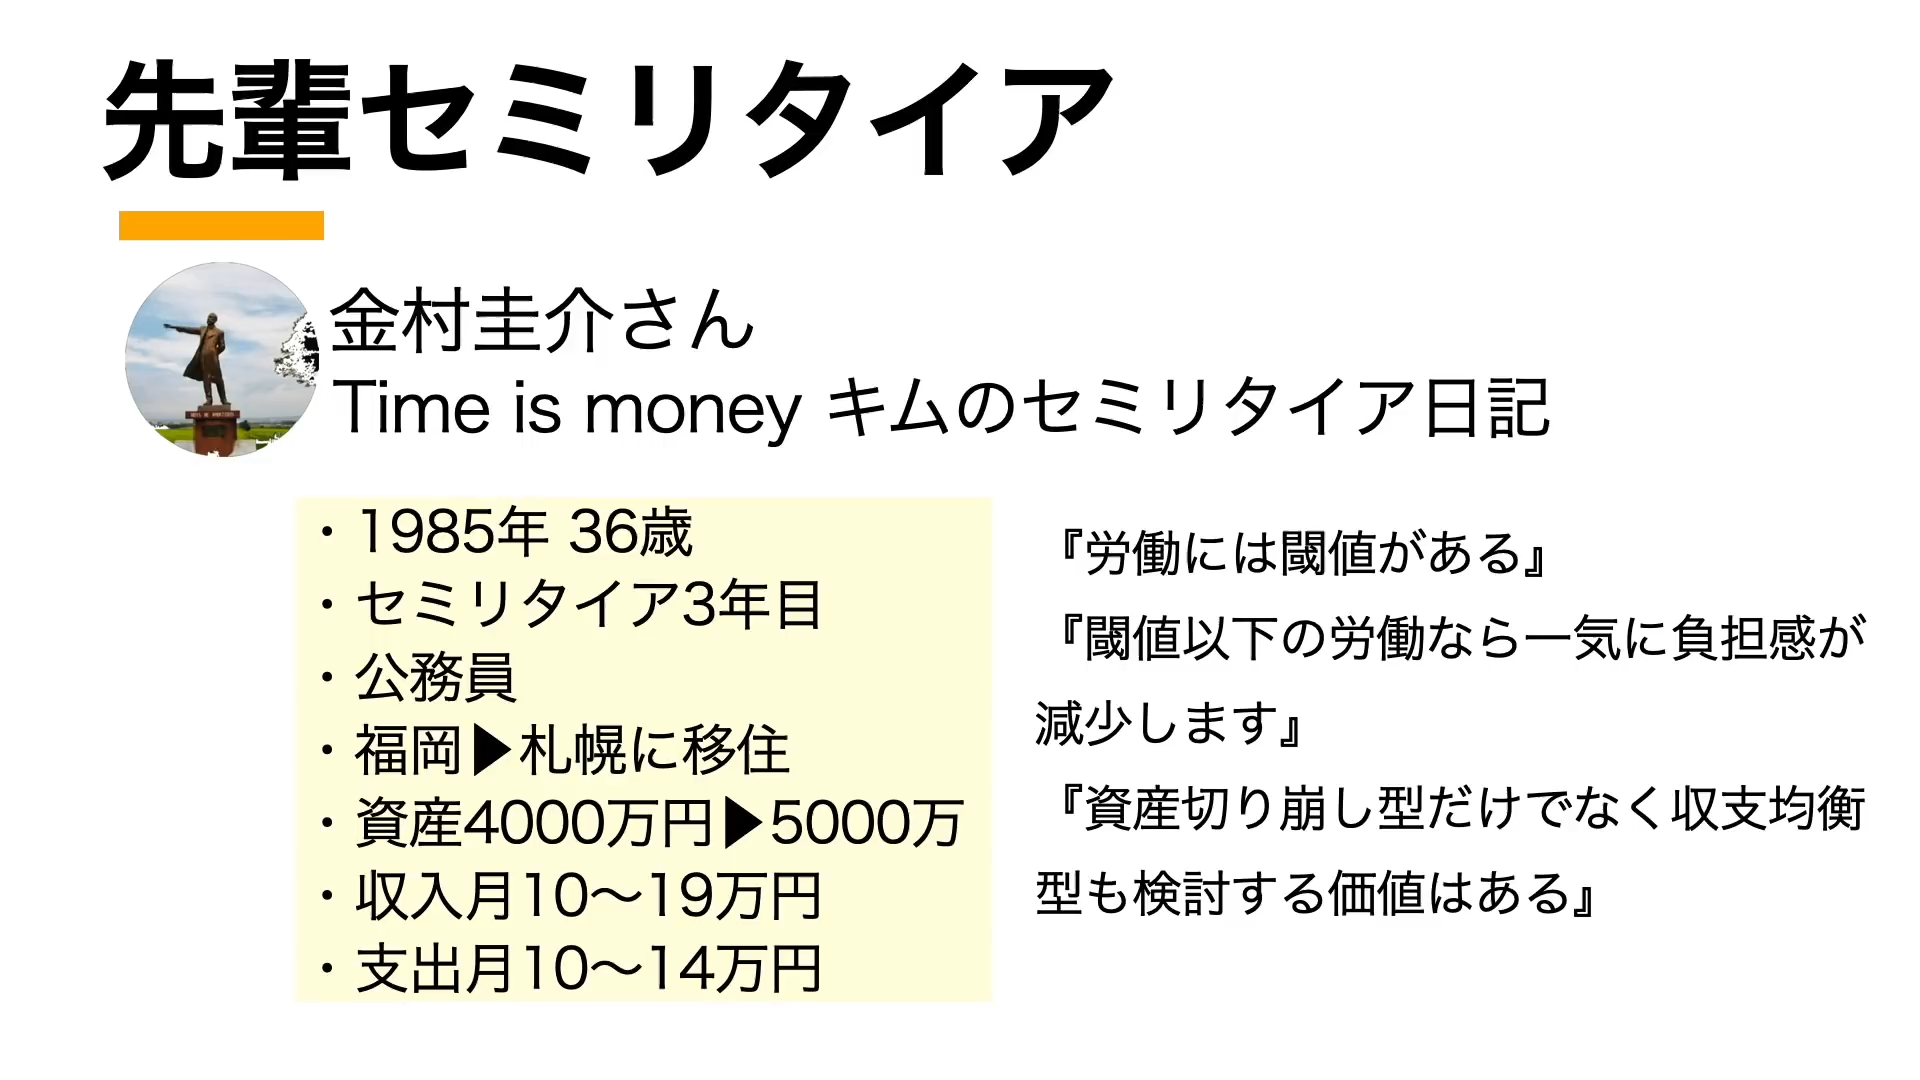 先輩セミリタイア
金村圭介さん
Time is money キムのセミリタイア日記
・1985年 36歳
・セミリタイア3年目
・公務員
・福岡▶札幌に移住
・資産4000万円▶5000万
・収入月10〜19万円
・支出月10〜14万円
『労働には閾値がある』
『閾値以下の労働なら一気に負担感が
減少します』
『資産切り崩し型だけでなく収支均衡
型も検討する価値はある』